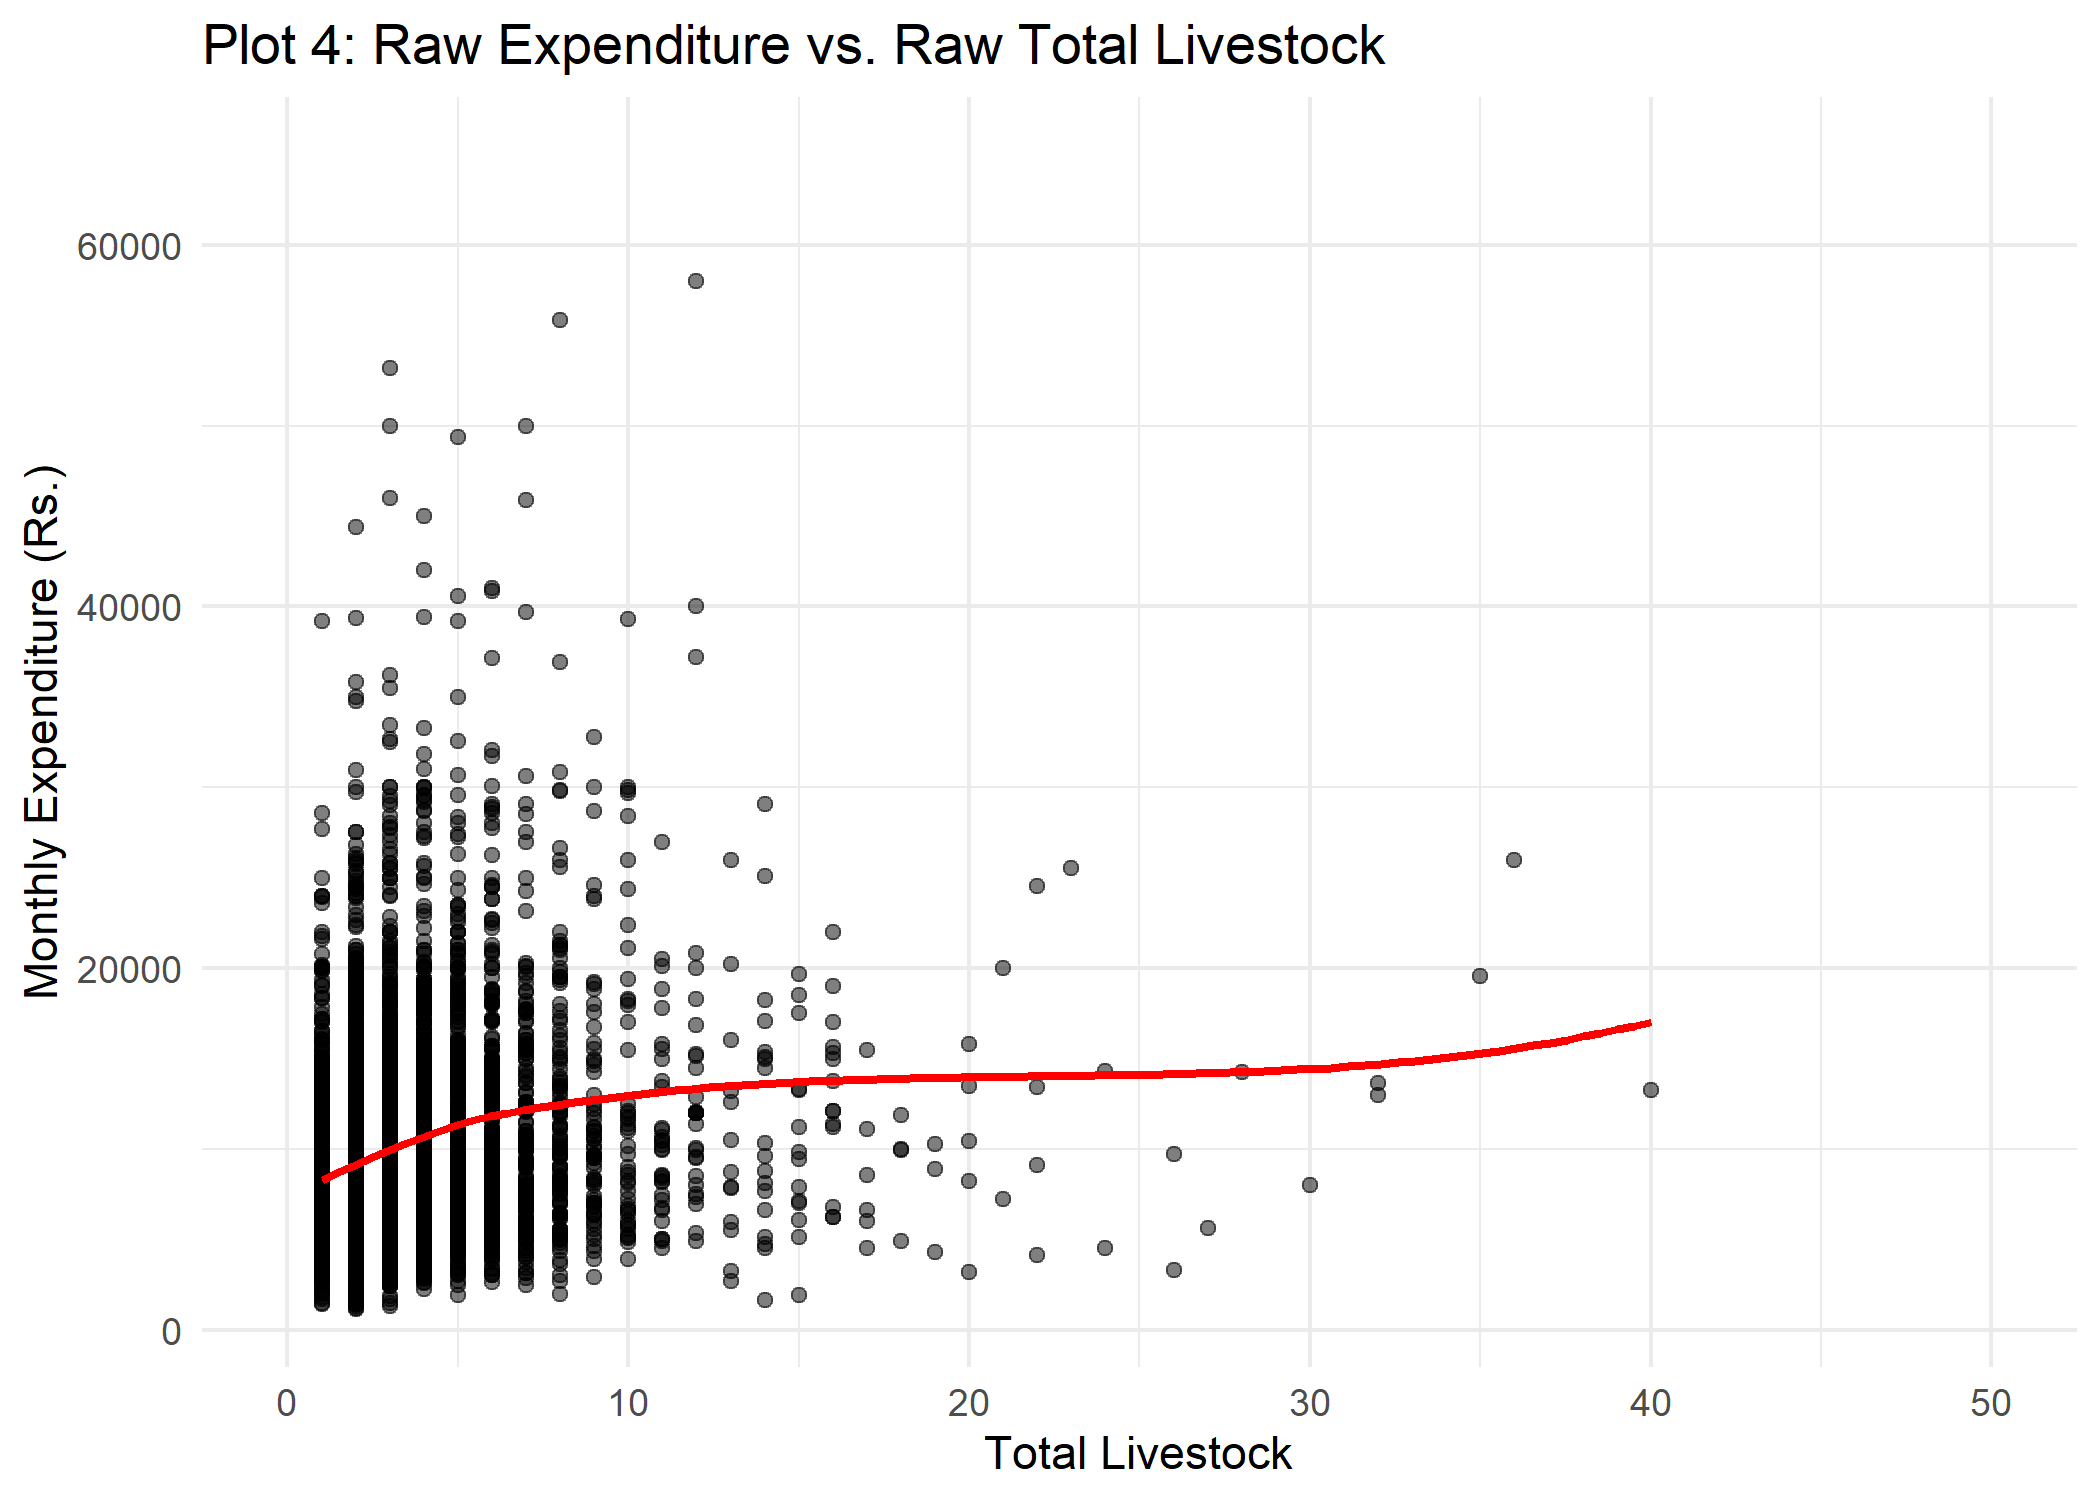 Plot 4: Raw Expenditure vs. Raw Total Livestock
Monthly Expenditure (Rs.)
60000
40000
20000
0
0 10 20 30 40 50
Total Livestock